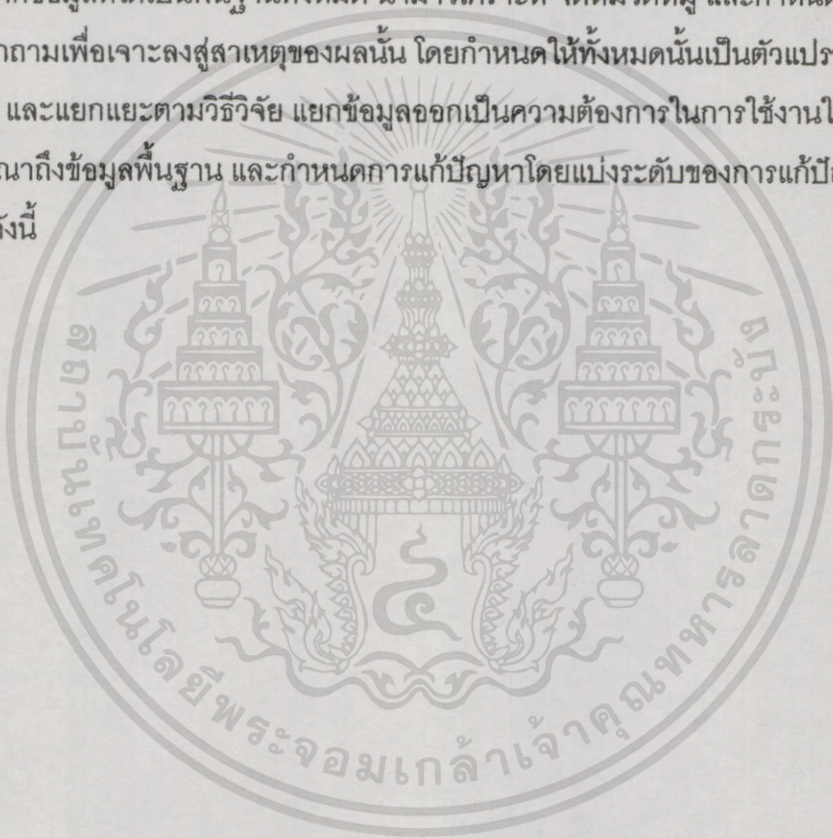 คำถามเพื่อเจาะลงสู่สาเหตุของผลนั้น โดยกำหนดให้ทั้งหมดนั้นเป็นตัวแปร
และแยกแยะตามวิธีวิจัย แยกข้อมูลออกเป็นความต้องการในการใช้งาน
ถึงข้อมูลพื้นฐาน และกำหนดการแก้ปัญหาโดยแบ่งระดับของการ
ดังนี้
สถาบันเทคโนโลยีพระจอมเกล้าเจ้าคุณทหารลาดกระบัง